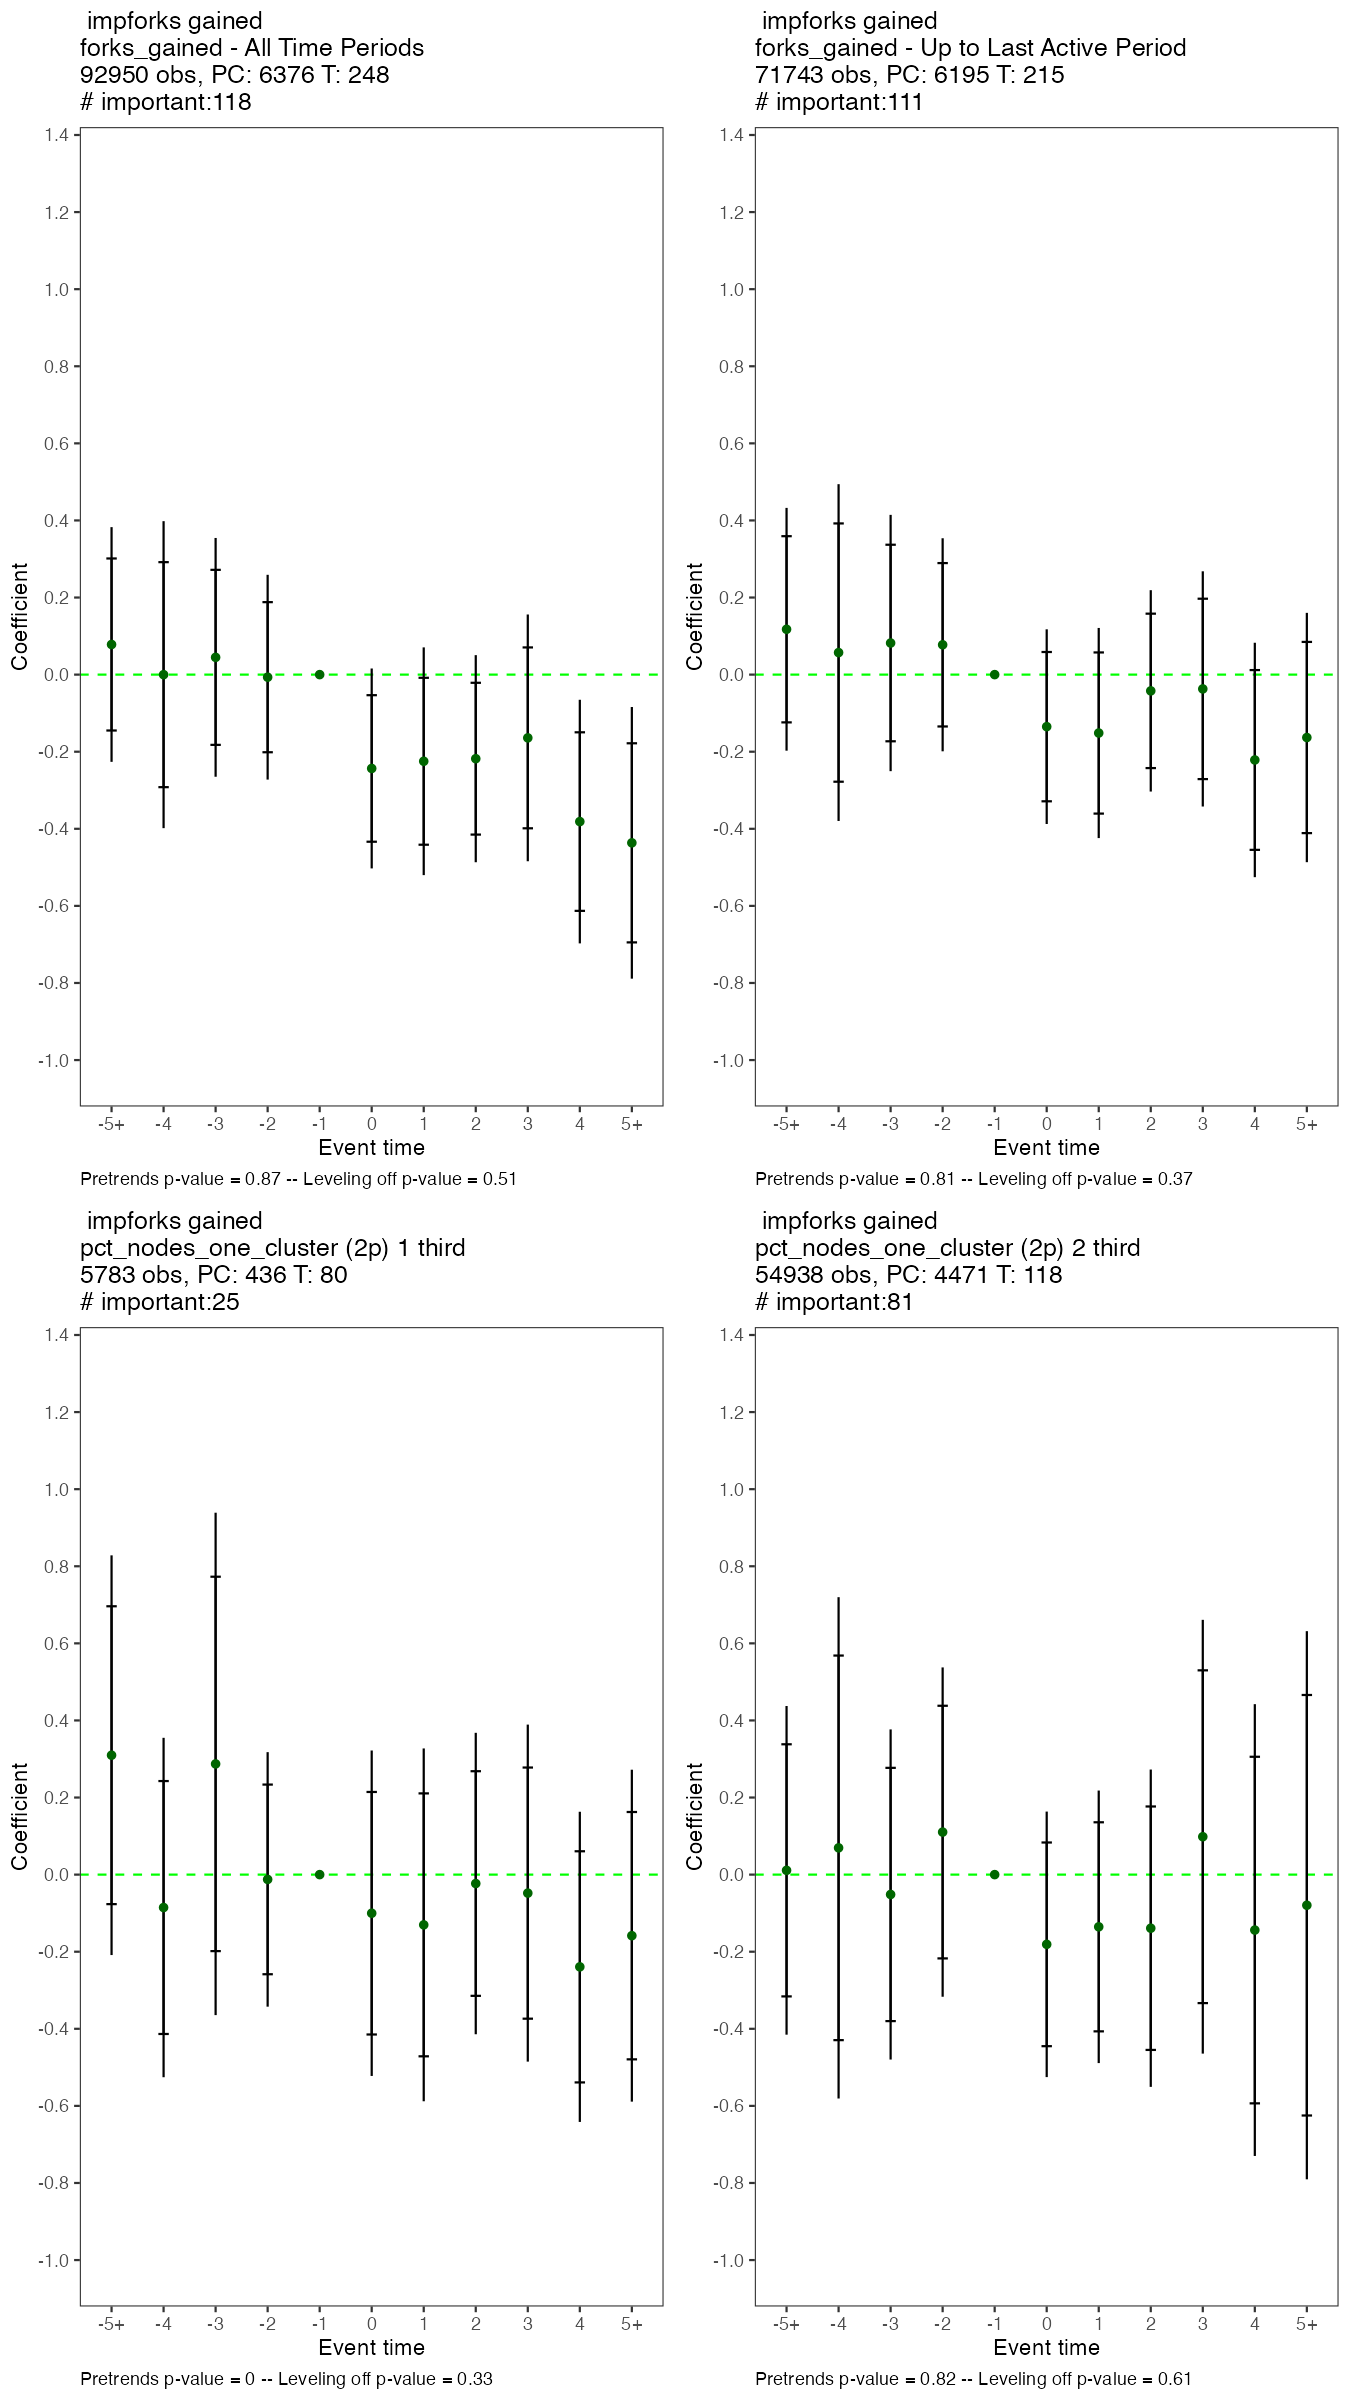 impforks gained
forks_gained - All Time Periods
92950 obs, PC: 6376 T: 248
# important:118
1.4
1.2
1.0
0.8
0.6
0.4
0.2
0.0
-0.2
-0.4
-0.6
-0.8
-1.0
Coefficient
-5+ -4 -3 -2 -1 0 1 2 3 4 5+
Event time
Pretrends p-value = 0.87 -- Leveling off p-value = 0.51
impforks gained
forks_gained - Up to Last Active Period
71743 obs, PC: 6195 T: 215
# important:111
1.4
1.2
1.0
0.8
0.6
0.4
0.2
0.0
-0.2
-0.4
-0.6
-0.8
-1.0
Coefficient
-5+ -4 -3 -2 -1 0 1 2 3 4 5+
Event time
Pretrends p-value = 0.81 -- Leveling off p-value = 0.37
impforks gained
pct_nodes_one_cluster (2p) 1 third
5783 obs, PC: 436 T: 80
# important:25
1.4
1.2
1.0
0.8
0.6
0.4
0.2
0.0
-0.2
-0.4
-0.6
-0.8
-1.0
Coefficient
-5+ -4 -3 -2 -1 0 1 2 3 4 5+
Event time
Pretrends p-value = 0 -- Leveling off p-value = 0.33
impforks gained
pct_nodes_one_cluster (2p) 2 third
54938 obs, PC: 4471 T: 118
# important:81
1.4
1.2
1.0
0.8
0.6
0.4
0.2
0.0
-0.2
-0.4
-0.6
-0.8
-1.0
Coefficient
-5+ -4 -3 -2 -1 0 1 2 3 4 5+
Event time
Pretrends p-value = 0.82 -- Leveling off p-value = 0.61